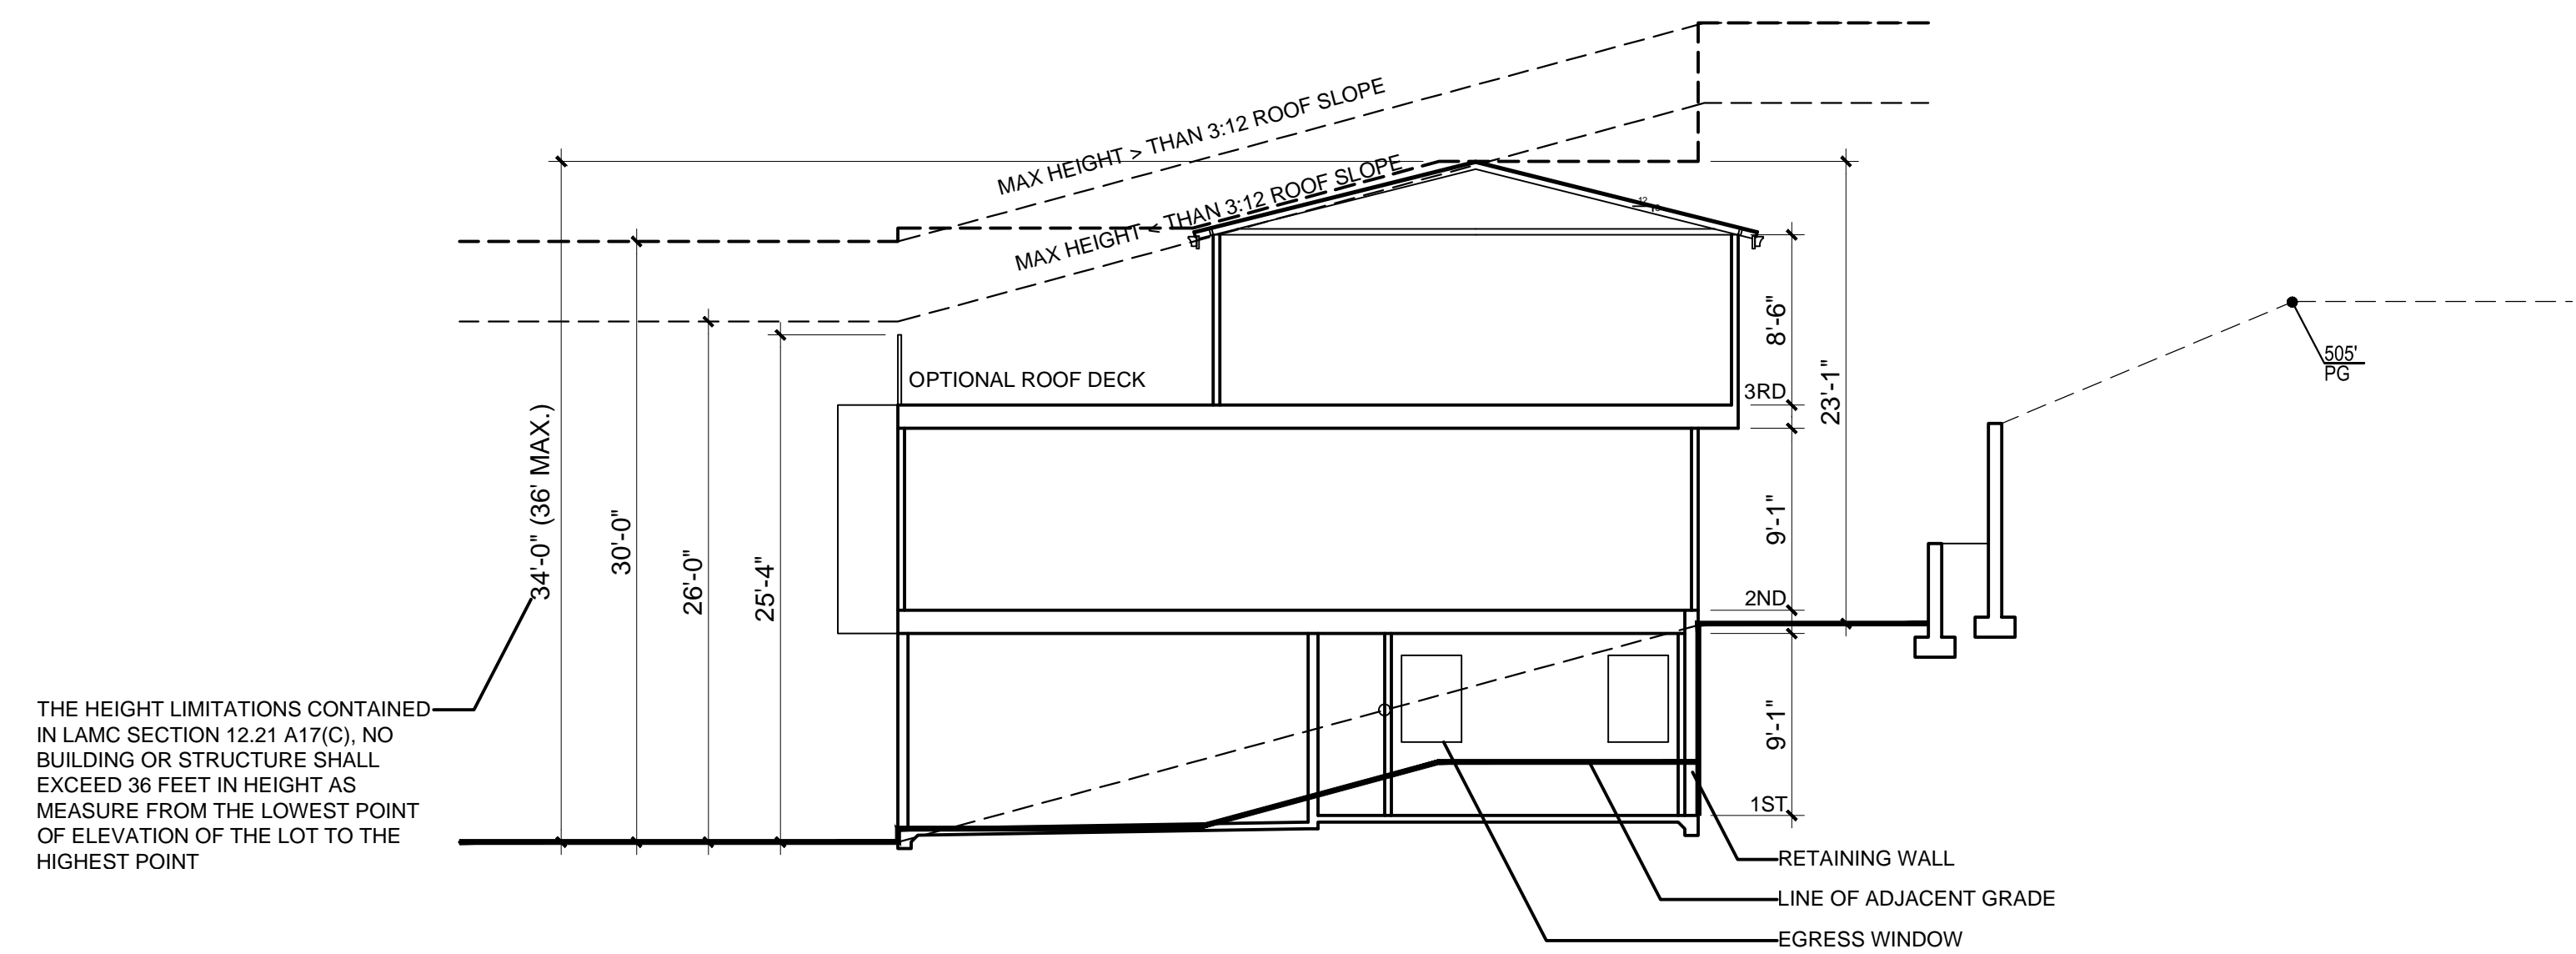 MAX HEIGHT > THAN 3:12 ROOF SLOPE
MAX HEIGHT < THAN 3:12 ROOF SLOPE
12
34'-0" (36' MAX.)
30'-0"
26'-0"
25'-4"
OPTIONAL ROOF DECK
8'-6"
3RD
23'-1"
9'-1"
2ND
9'-1"
1ST
505'
PG
THE HEIGHT LIMITATIONS CONTAINED
IN LAMC SECTION 12.21 A17(C), NO
BUILDING OR STRUCTURE SHALL
EXCEED 36 FEET IN HEIGHT AS
MEASURE FROM THE LOWEST POINT
OF ELEVATION OF THE LOT TO THE
HIGHEST POINT
RETAINING WALL
LINE OF ADJACENT GRADE
EGRESS WINDOW